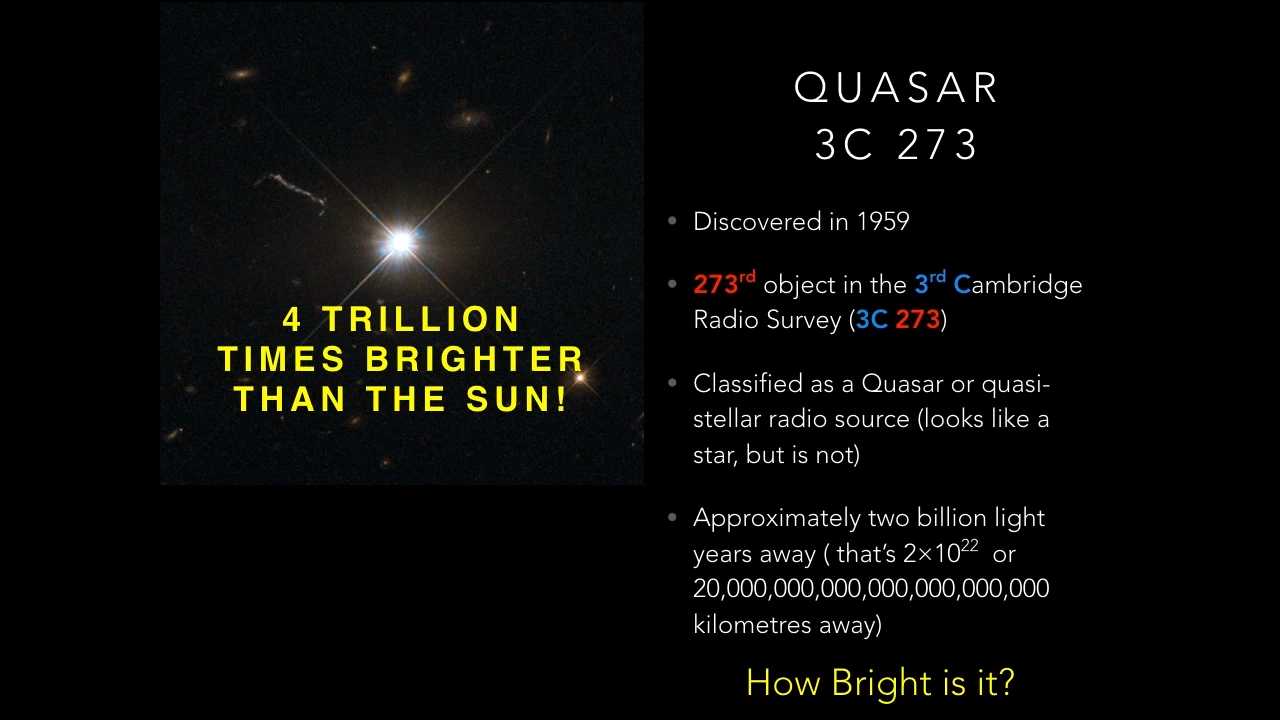 QUASAR
3C 273
• Discovered in 1959
• 273rd object in the 3rd Cambridge
Radio Survey (3C 273)
• Classified as a Quasar or quasi-
stellar radio source (looks like a
star, but is not)
• Approximately two billion light
years away ( that’s 2×10²² or
20,000,000,000,000,000,000,000
kilometres away)
How Bright is it?
4 TRILLION
TIMES BRIGHTER
THAN THE SUN!